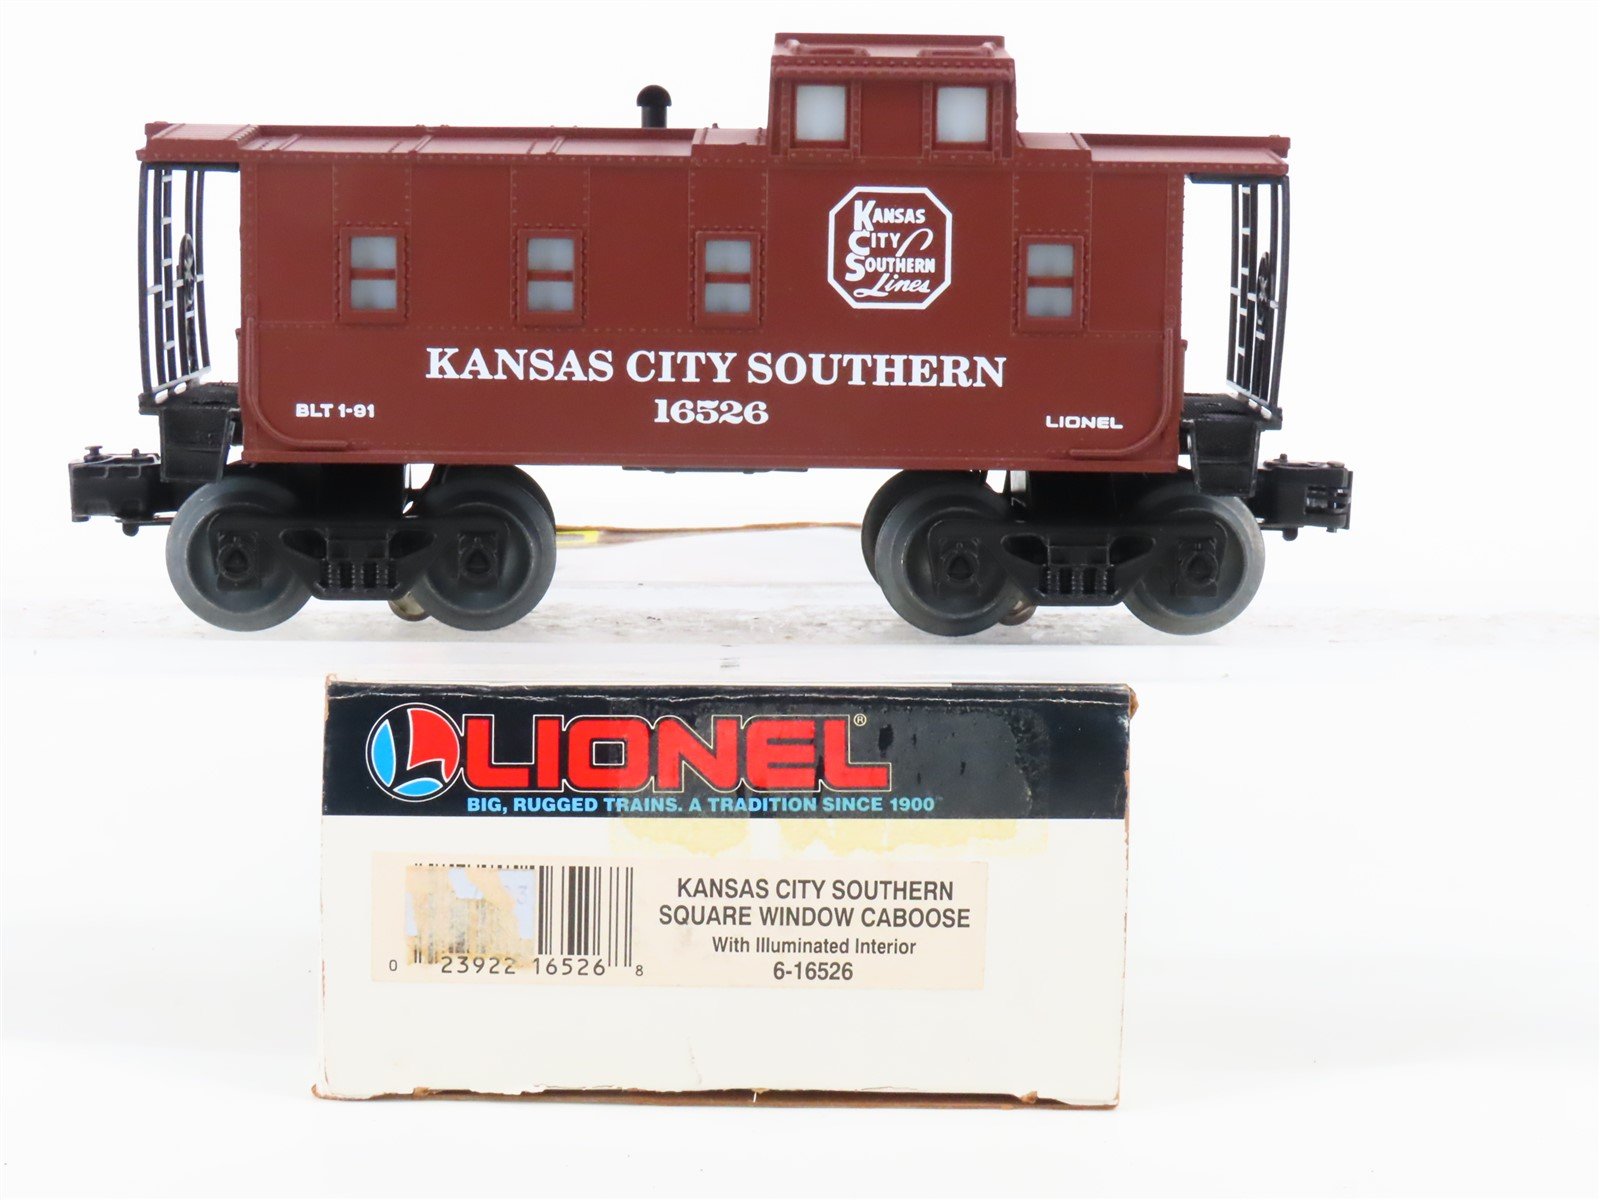 KANSAS
CITY
SOUTHERN
Lines
KANSAS CITY SOUTHERN
16526
BLT 1-91
LIONEL
LIONEL®
BIG, RUGGED TRAINS. A TRADITION SINCE 1900
KANSAS CITY SOUTHERN
SQUARE WINDOW CABOOSE
With Illuminated Interior
6-16526
0 23922 16526 8